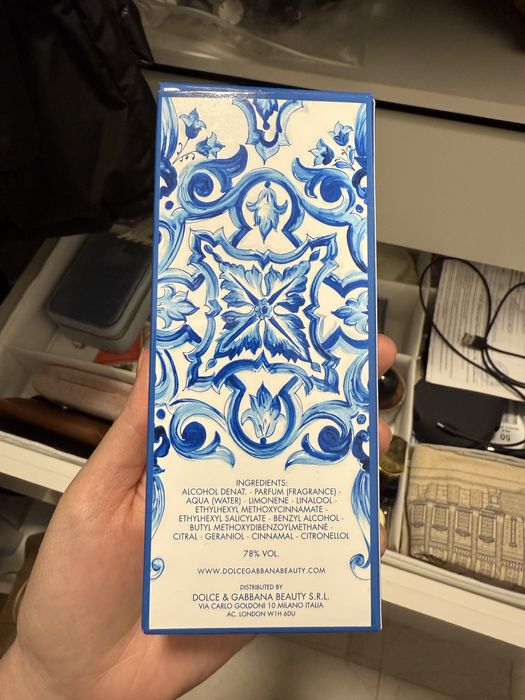 INGREDIENTS:
ALCOHOL DENAT. · PARFUM (FRAGRANCE) ·
AQUA (WATER) · LIMONENE · LINALOOL ·
ETHYLHEXYL METHOXYCINNAMATE ·
ETHYLHEXYL SALICYLATE · BENZYL ALCOHOL ·
BUTYL METHOXYDIBENZOYLMETHANE ·
CITRAL · GERANIOL · CINNAMAL · CITRONELLOL
78% VOL.
WWW.DOLCEGABBANABEAUTY.COM
DISTRIBUTED BY
DOLCE & GABBANA BEAUTY S.R.L.
VIA CARLO GOLDONI 10 MILANO ITALIA
AC. LONDON W1H 6DU
50